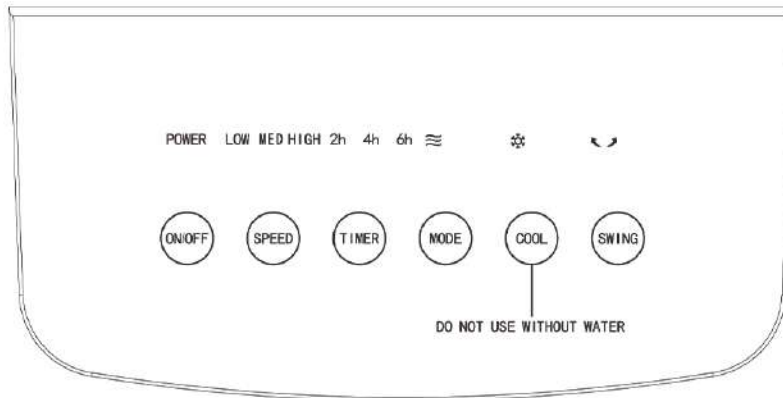 POWER LOW MED HIGH 2h 4h 6h
ON/OFF SPEED TIMER MODE COOL SWING
DO NOT USE WITHOUT WATER